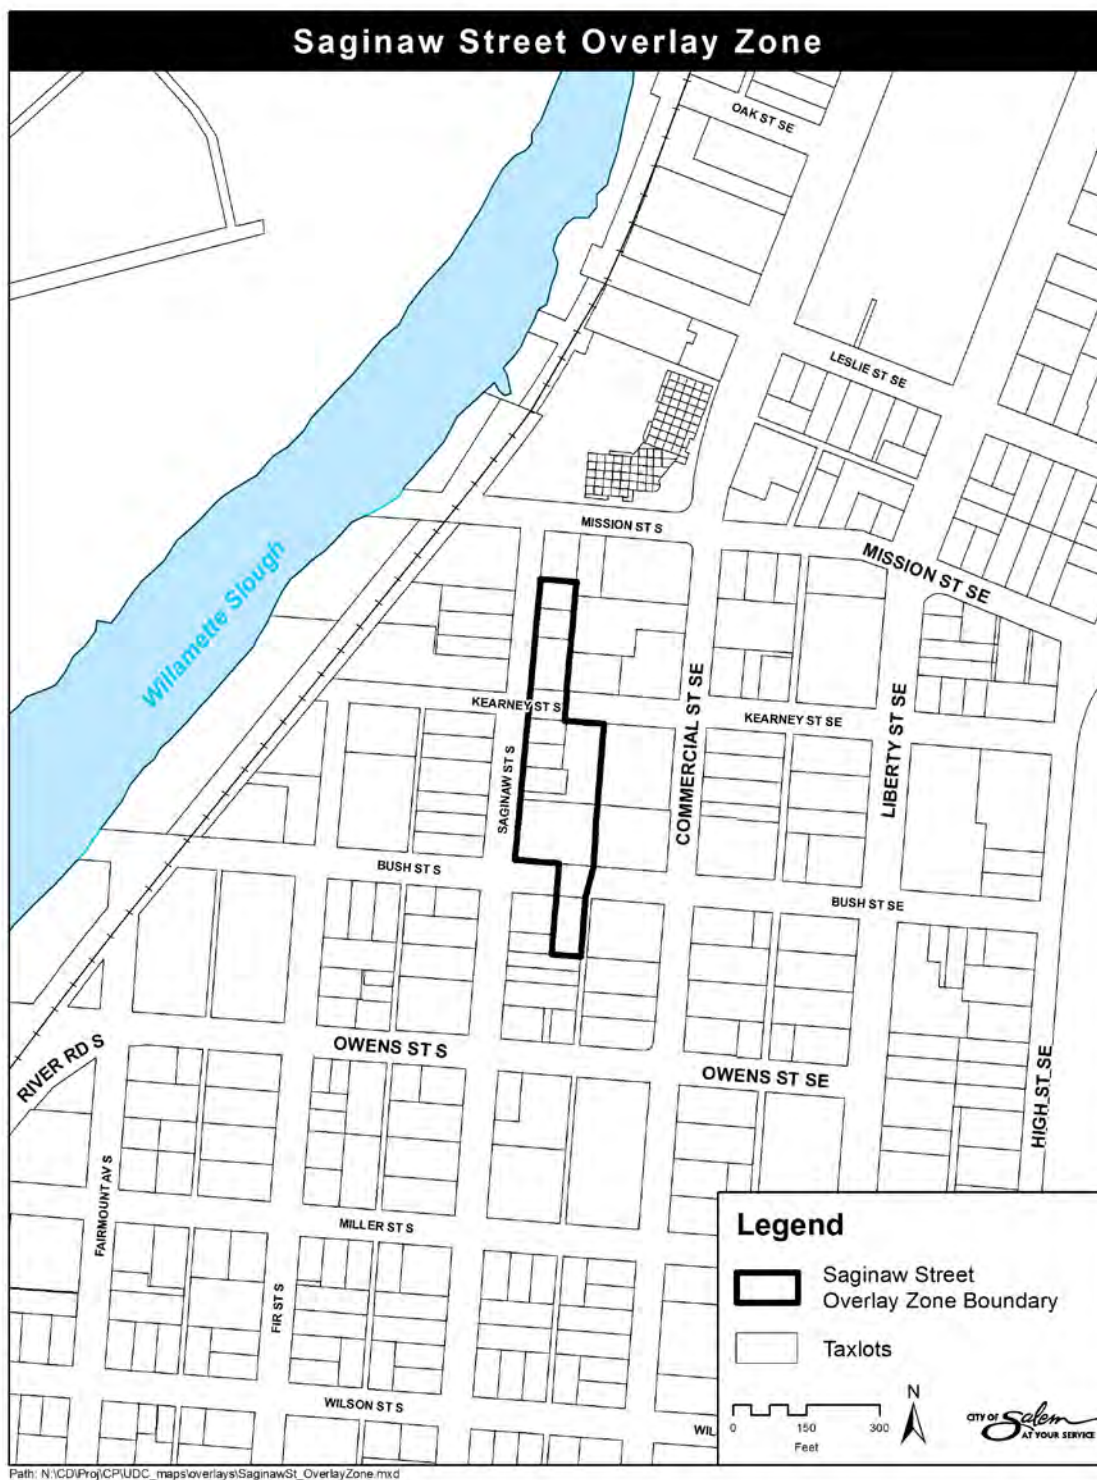 Saginaw Street Overlay Zone
OAK ST SE
LESLIE ST SE
MISSION ST S
MISSION ST SE
Willamette Slough
KEARNEY ST S
KEARNEY ST SE
SAGINAW ST S
COMMERCIAL ST SE
LIBERTY ST SE
BUSH ST S
BUSH ST SE
RIVER RD S
OWENS ST S
OWENS ST SE
HIGH ST SE
FAIRMOUNT AV S
MILLER ST S
FIR ST S
WILSON ST S
WIL
Legend
Saginaw Street
Overlay Zone Boundary
Taxlots
N
0 150 300
Feet
CITY OF Salem
AT YOUR SERVICE
Path: N:\CD\Proj\CP\UDC_maps\overlays\SaginawSt_OverlayZone.mxd